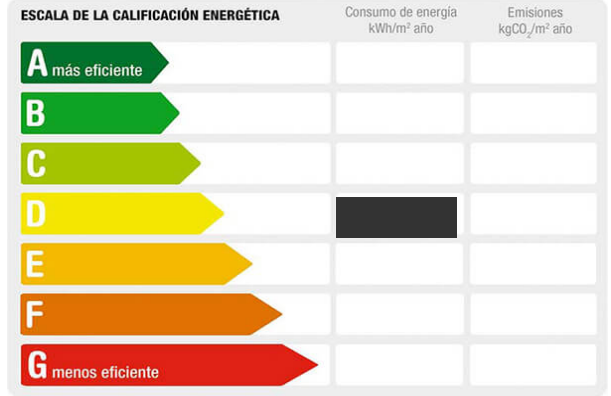 ESCALA DE LA CALIFICACIÓN ENERGÉTICA
Consumo de energía
kWh/m² año
Emisiones
kgCO₂/m² año
A más eficiente
B
C
D
E
F
G menos eficiente